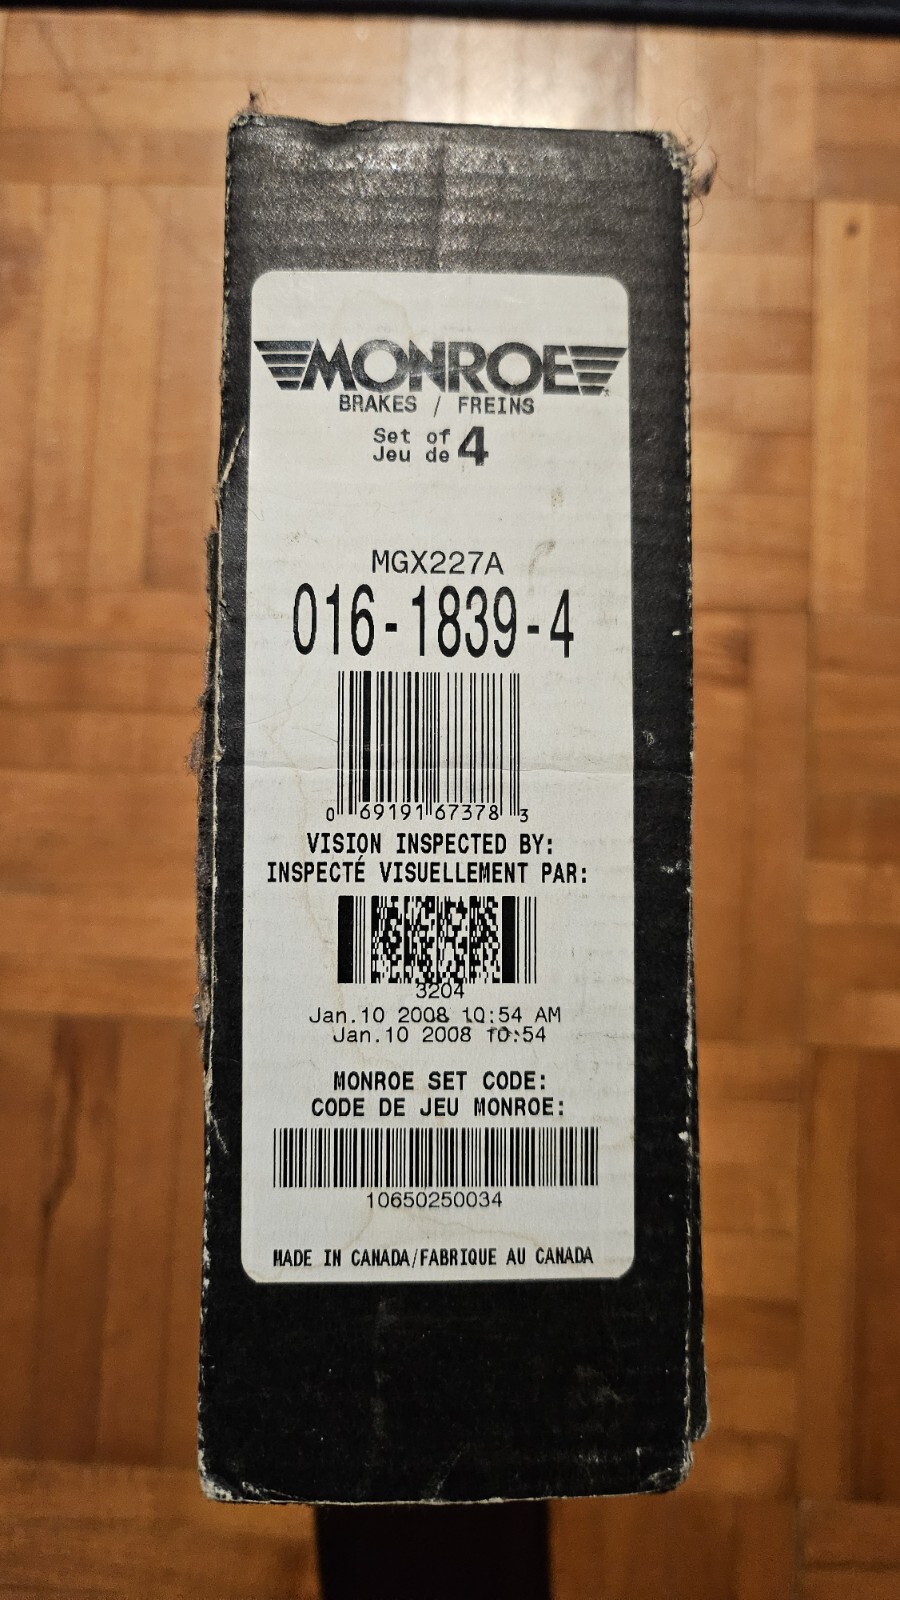 MONROE
BRAKES / FREINS
Set of 4
Jeu de
MGX227A
016-1839-4
0 69191 67378 3
VISION INSPECTED BY:
INSPECTÉ VISUELLEMENT PAR:
3204
Jan.10 2008 10:54 AM
Jan.10 2008 10:54
MONROE SET CODE:
CODE DE JEU MONROE:
10650250034
MADE IN CANADA/FABRIQUE AU CANADA